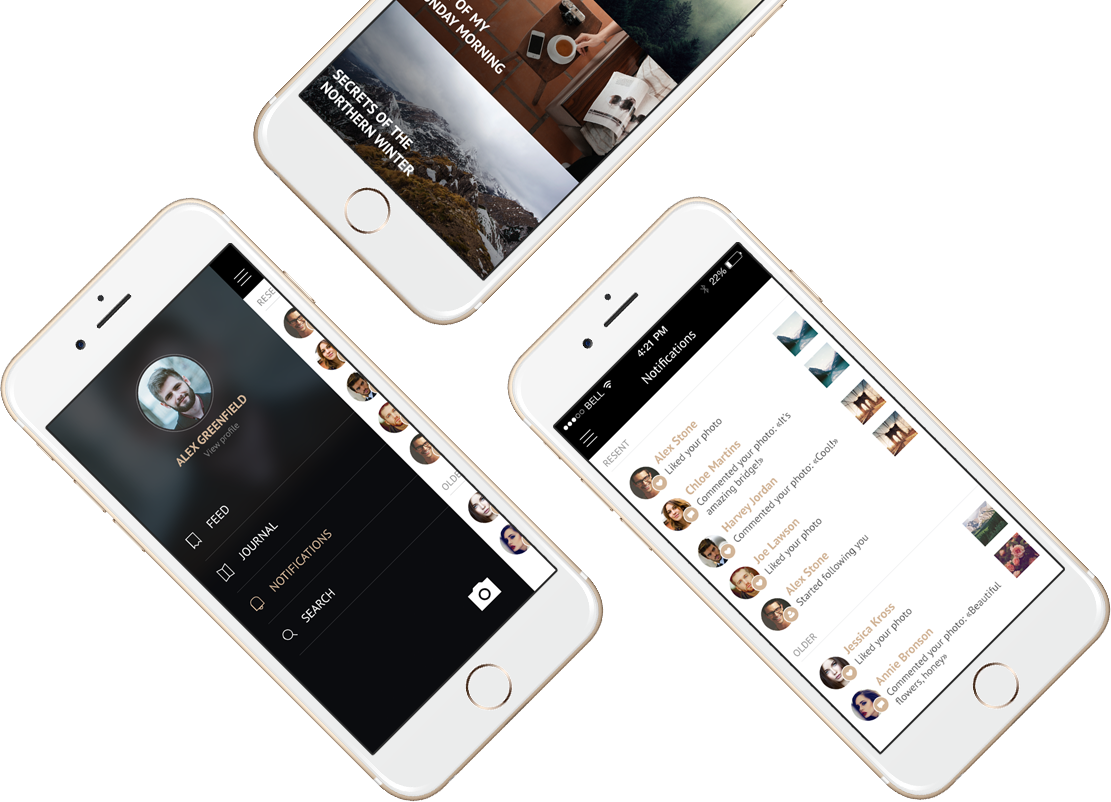 OF MY
NDAY MORNING
SECRETS OF THE
NORTHERN WINTER
RESE
ALEX GREENFIELD
View profile
FEED
JOURNAL
NOTIFICATIONS
SEARCH
OLD
BELL
4:21 PM
22%
Notifications
RESENT
Alex Stone
Liked your photo
Chloe Martins
Commented your photo: «It's
amazing bridge!»
Harvey Jordan
Commented your photo: «Cool!»
Joe Lawson
Liked your photo
Alex Stone
Started following you
OLDER
Jessica Kross
Liked your photo
Annie Bronson
Commented your photo: «Beautiful
flowers, honey»